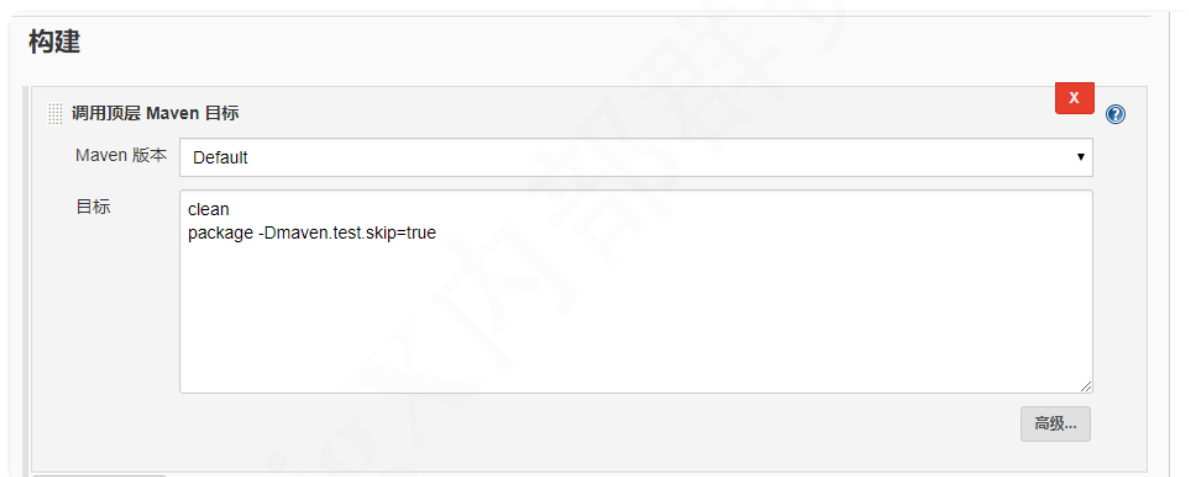 构建
调用顶层 Maven 目标
X
Maven 版本
Default
目标
clean
package -Dmaven.test.skip=true
高级...